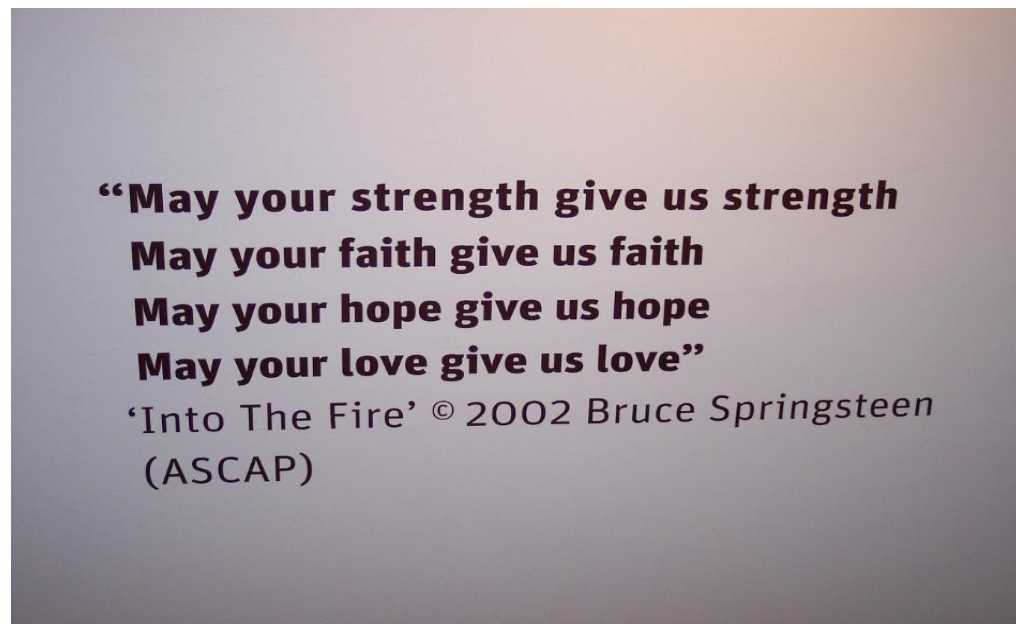 “May your strength give us strength
May your faith give us faith
May your hope give us hope
May your love give us love”
‘Into The Fire’ © 2002 Bruce Springsteen
(ASCAP)